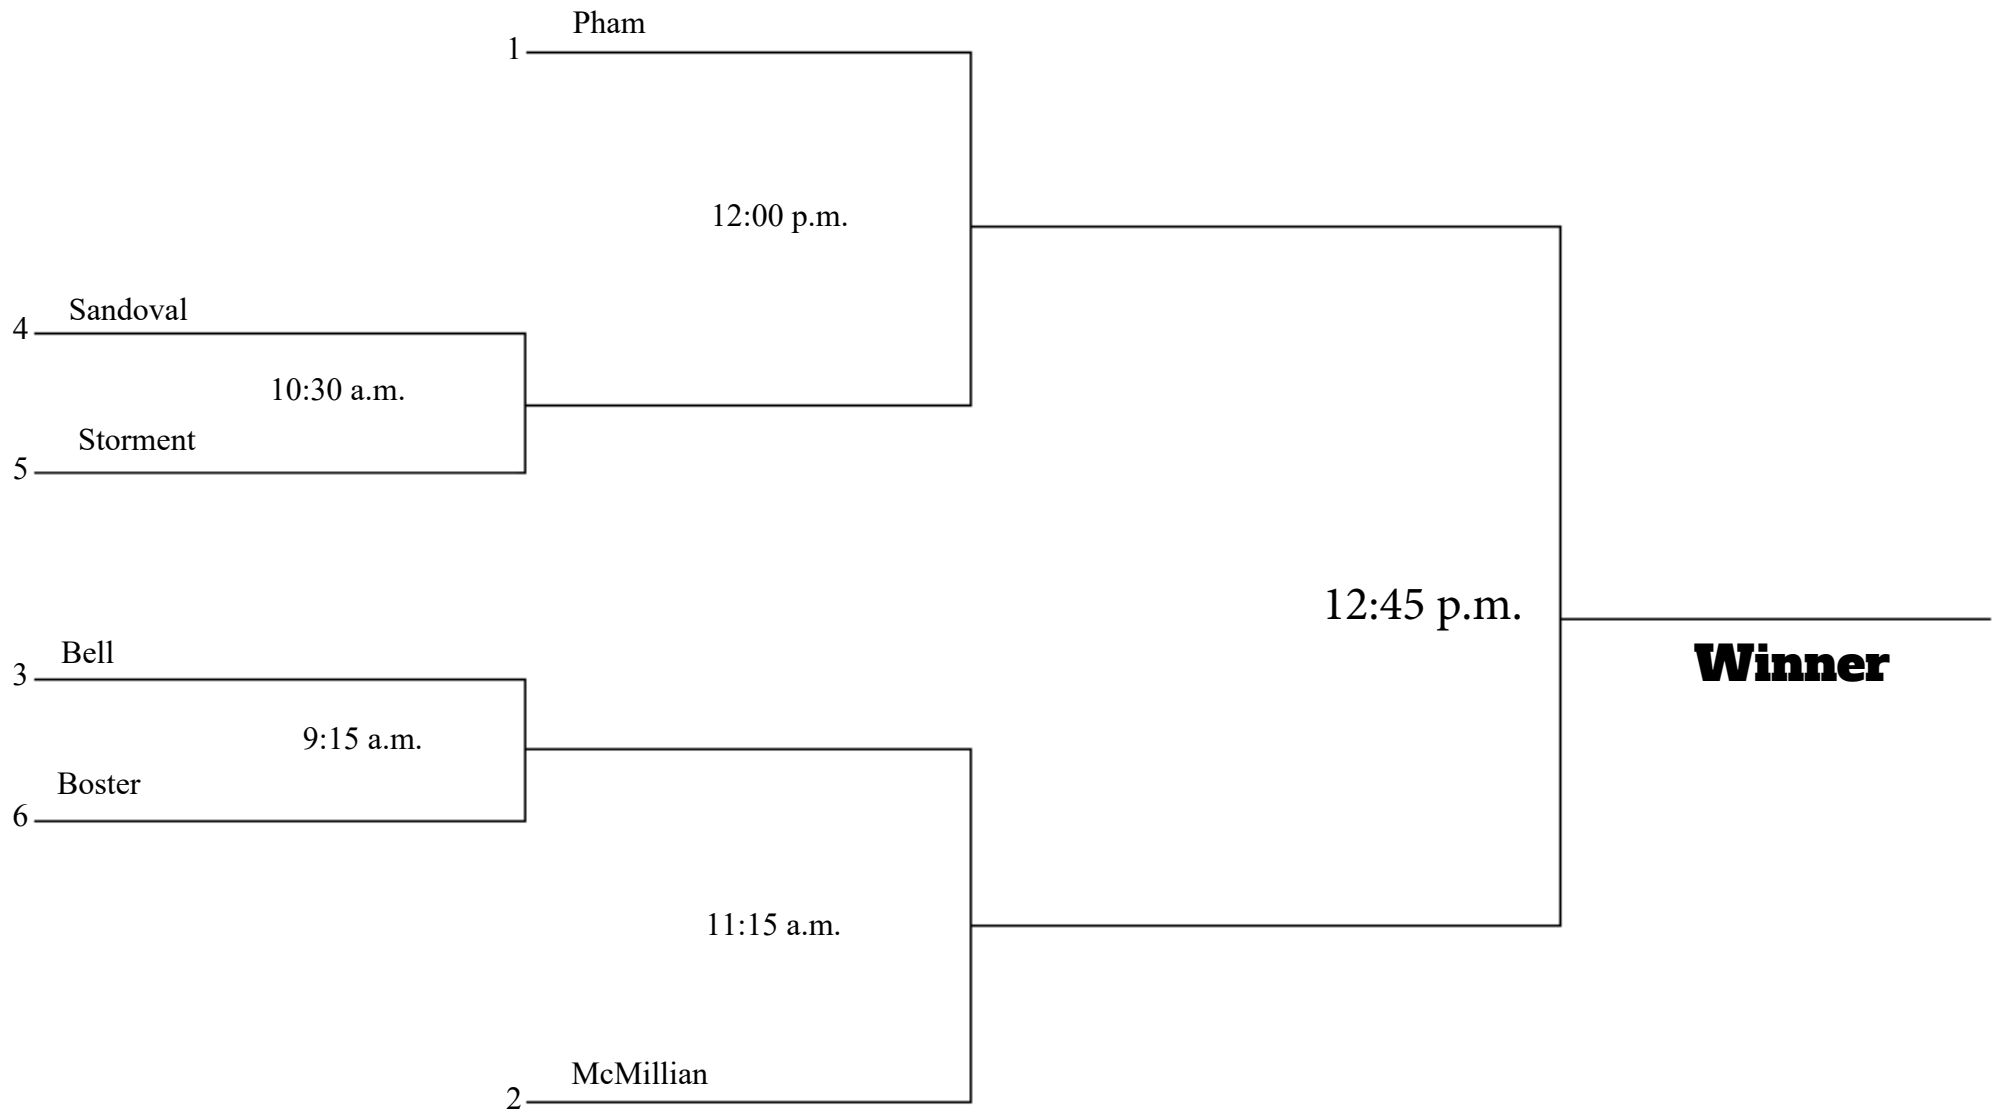 Pham
1
12:00 p.m.
Sandoval
4
10:30 a.m.
Storment
5
12:45 p.m.
Winner
Bell
3
9:15 a.m.
Boster
6
11:15 a.m.
McMillian
2